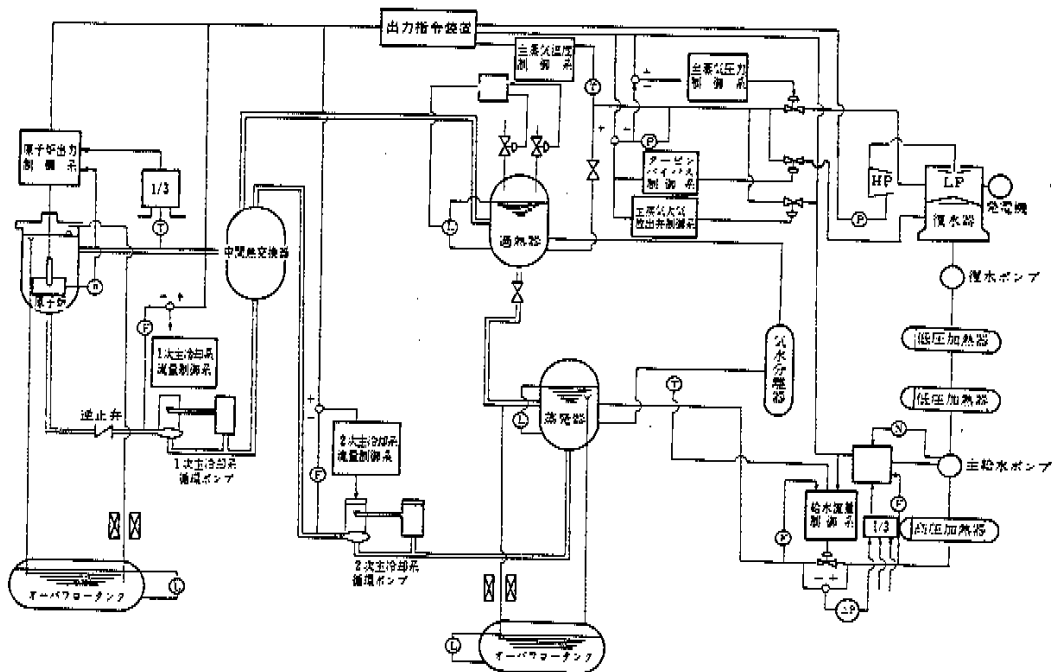 出力指令装置
主蒸気温度
制御系
主蒸気圧力
制御系
T
P
原子炉出力
制御系
1/3
T
n
原子炉
中間熱交換器
過熱器
L
タービン
バイパス
制御系
主蒸気大気
放出弁制御系
HP
LP
P
復水器
発電機
復水ポンプ
低圧加熱器
低圧加熱器
主給水ポンプ
高圧加熱器
気水分離器
F
1次主冷却系
流量制御系
逆止弁
1次主冷却系
循環ポンプ
F
2次主冷却系
流量制御系
2次主冷却系
循環ポンプ
蒸発器
L
T
N
F
給水流量
制御系
1/3
F
ΔP
オーバフロータンク
L
オーバフロータンク
L
+
-